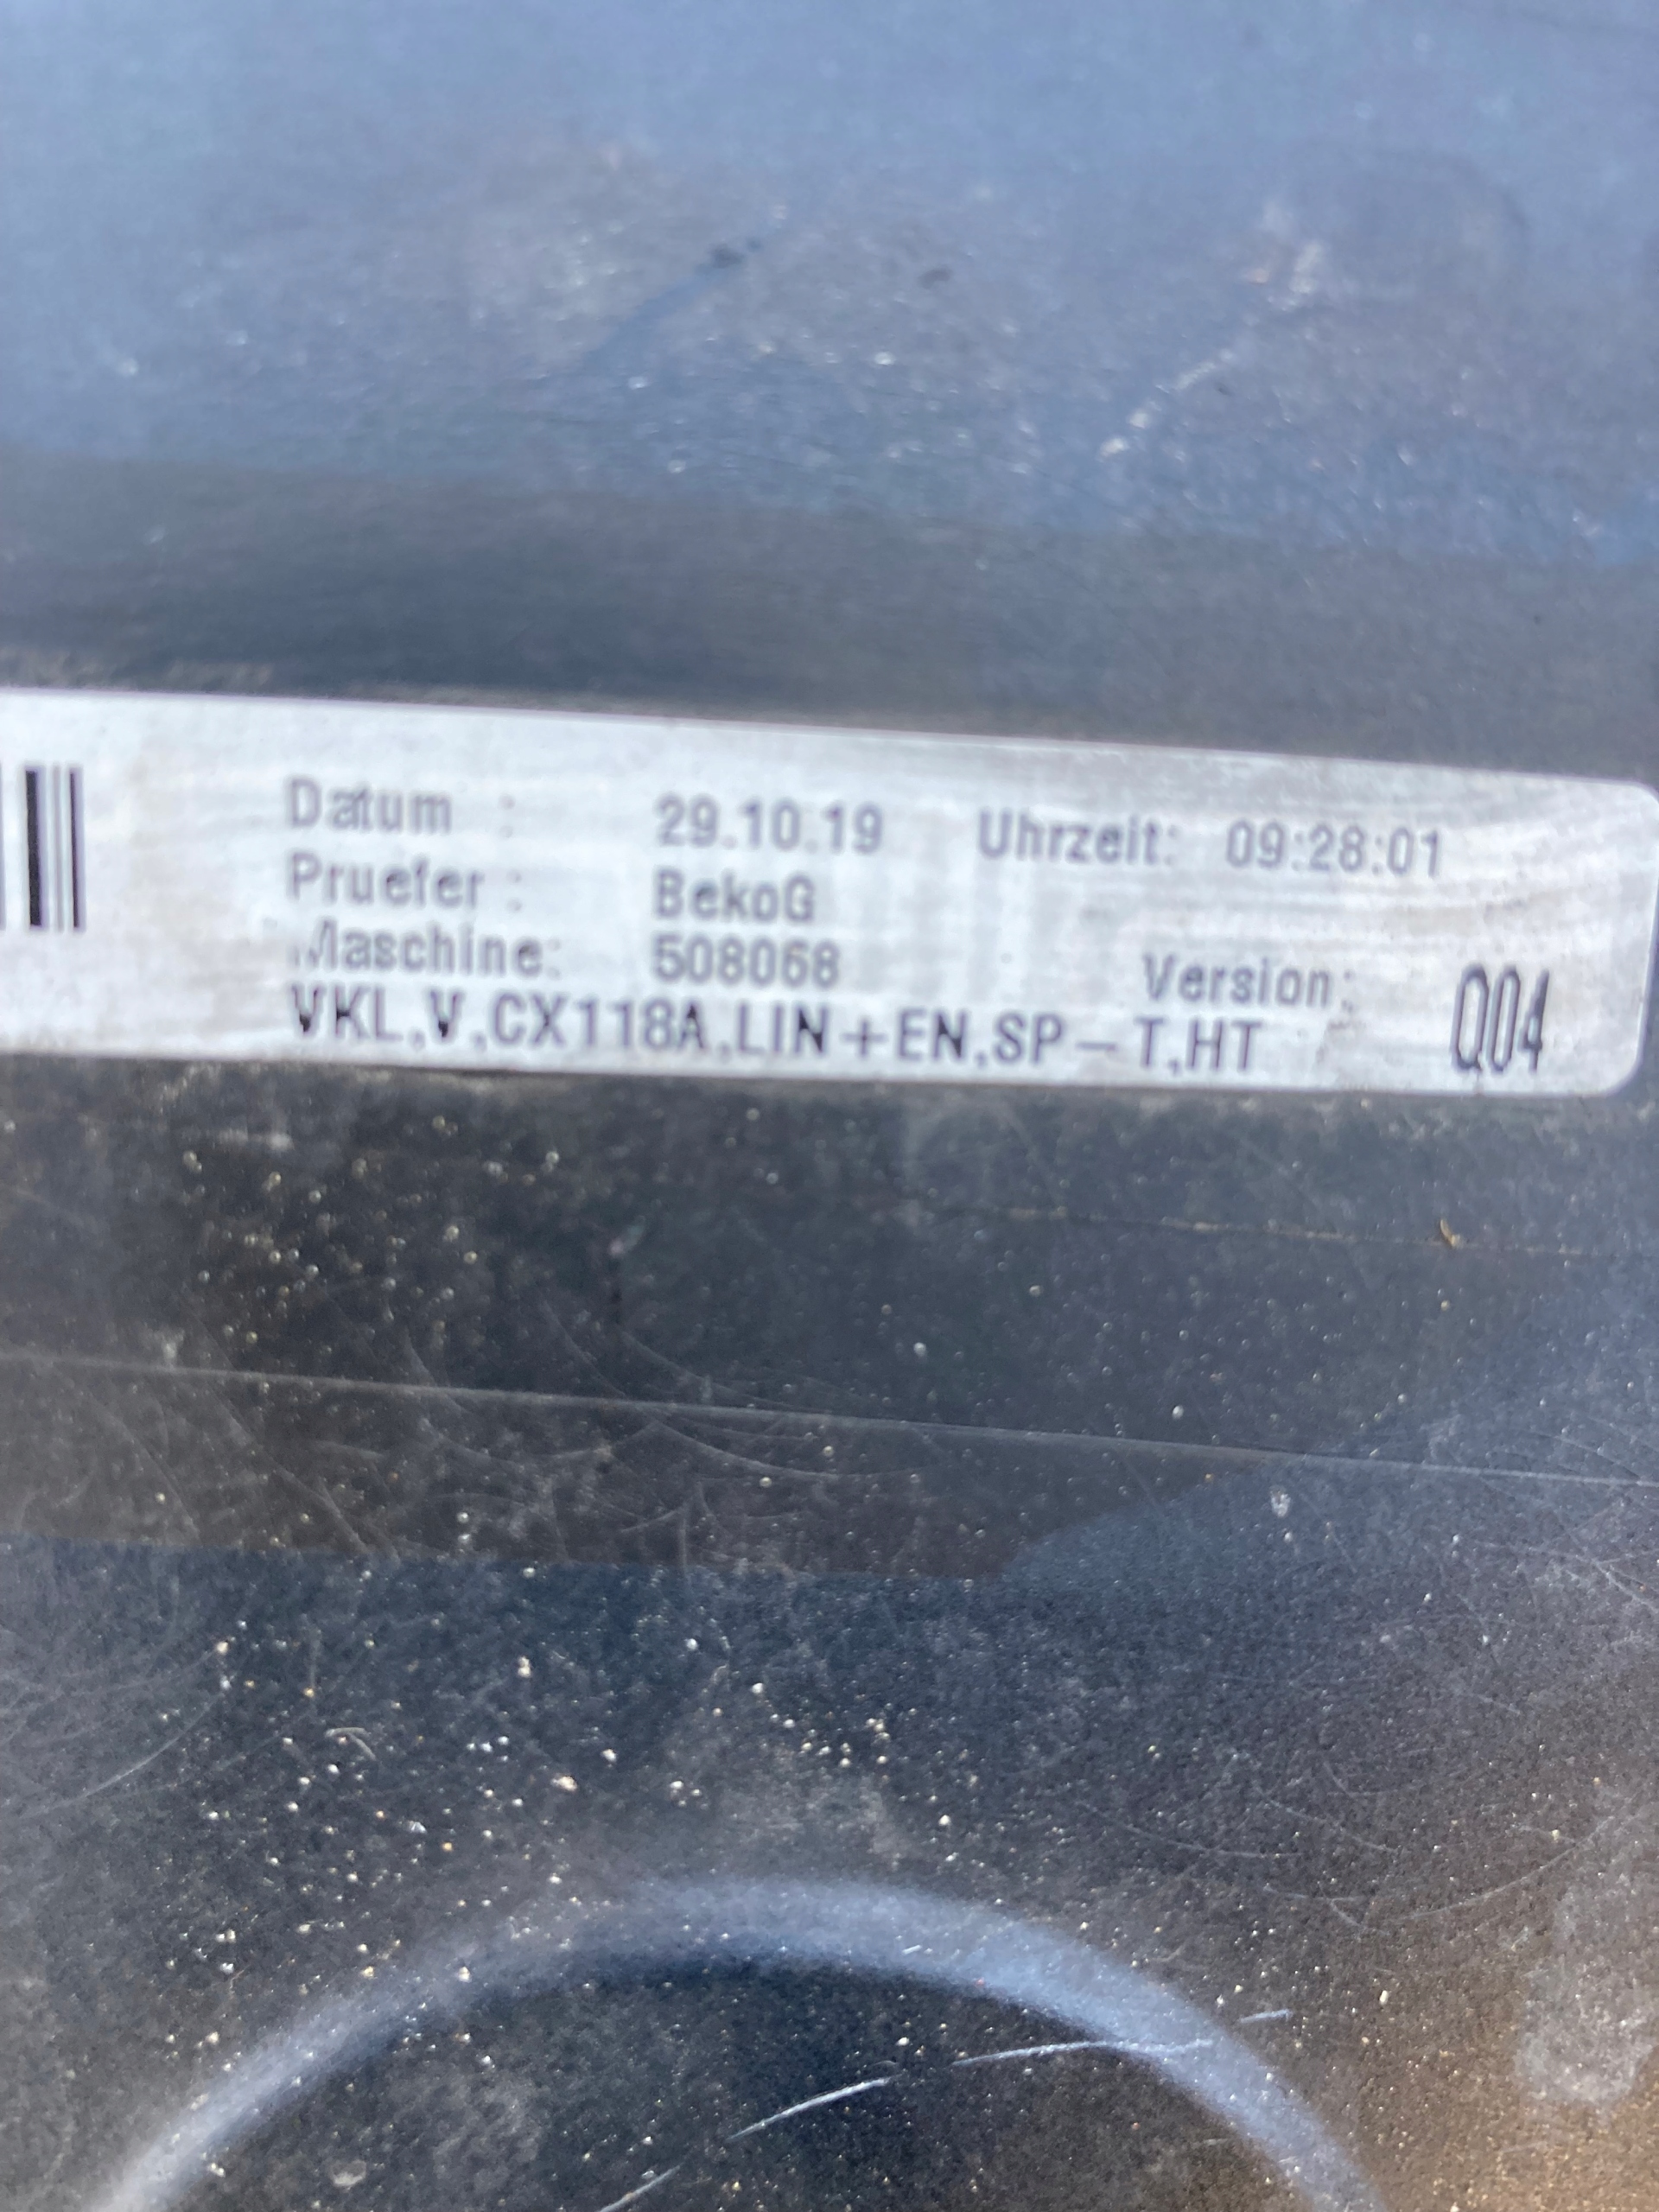 Datum : 29.10.19 Uhrzeit: 09:28:01
Pruefer : BekoG
Maschine: 508068 Version: Q04
VKL,V,CX118A,LIN+EN,SP-T,HT